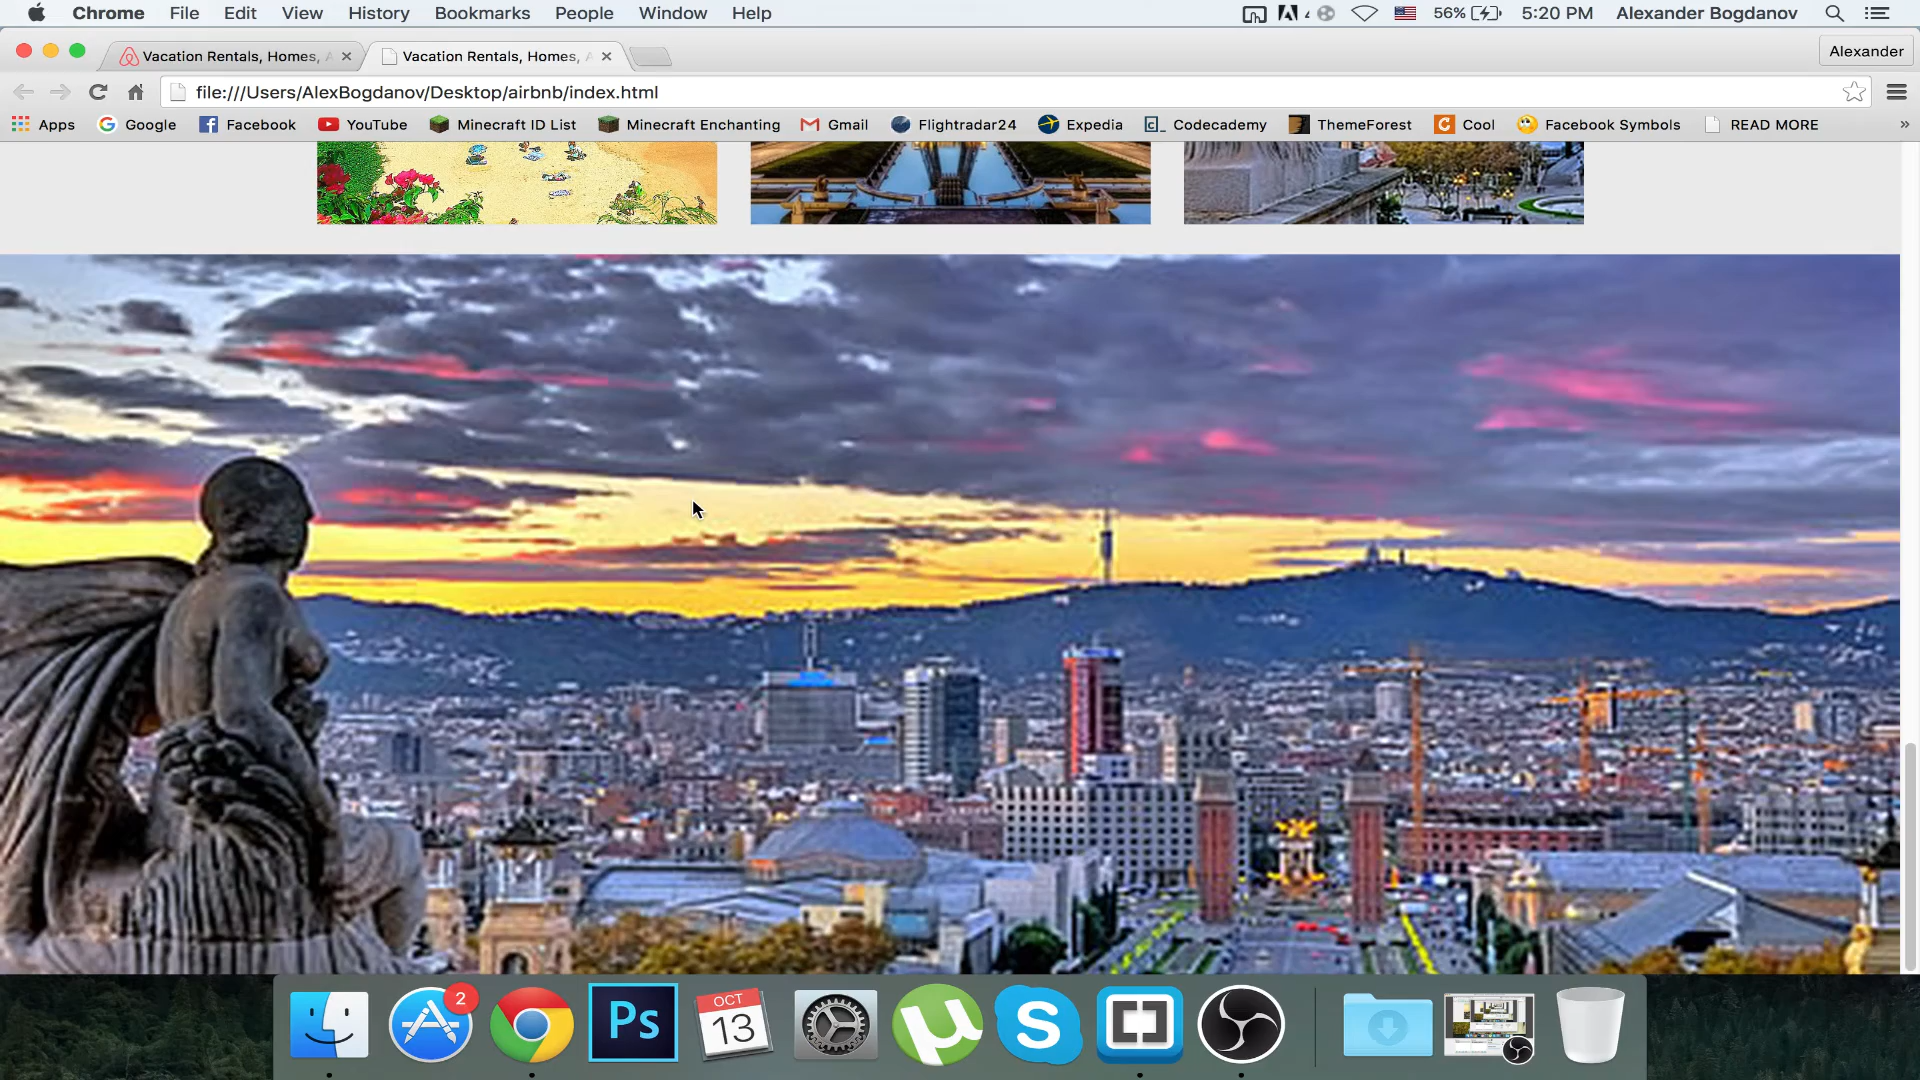 Chrome File Edit View History Bookmarks People Window Help 4 56% 5:20 PM Alexander Bogdanov
Vacation Rentals, Homes, A Vacation Rentals, Homes, A Alexander
file:///Users/AlexBogdanov/Desktop/airbnb/index.html
Apps Google Facebook YouTube Minecraft ID List Minecraft Enchanting Gmail Flightradar24 Expedia Codecademy ThemeForest Cool Facebook Symbols READ MORE »
2
Ps
OCT
13